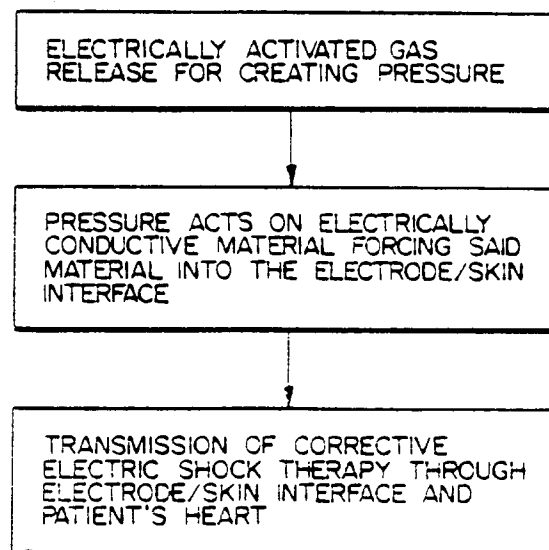 ELECTRICALLY ACTIVATED GAS
RELEASE FOR CREATING PRESSURE
PRESSURE ACTS ON ELECTRICALLY
CONDUCTIVE MATERIAL FORCING SAID
MATERIAL INTO THE ELECTRODE/SKIN
INTERFACE
TRANSMISSION OF CORRECTIVE
ELECTRIC SHOCK THERAPY THROUGH
ELECTRODE/SKIN INTERFACE AND
PATIENT'S HEART